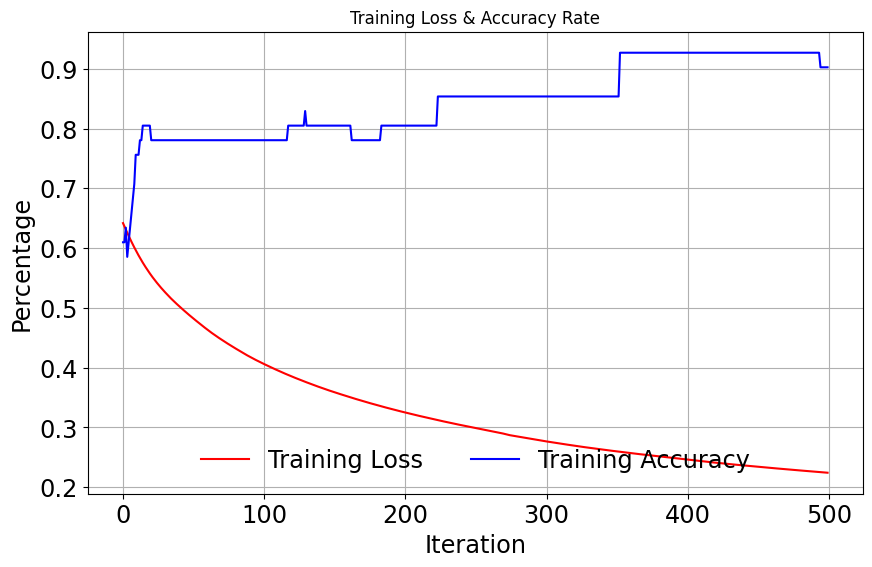 Training Loss & Accuracy Rate
Percentage
0.9
0.8
0.7
0.6
0.5
0.4
0.3
0.2
Training Loss Training Accuracy
0 100 200 300 400 500
Iteration